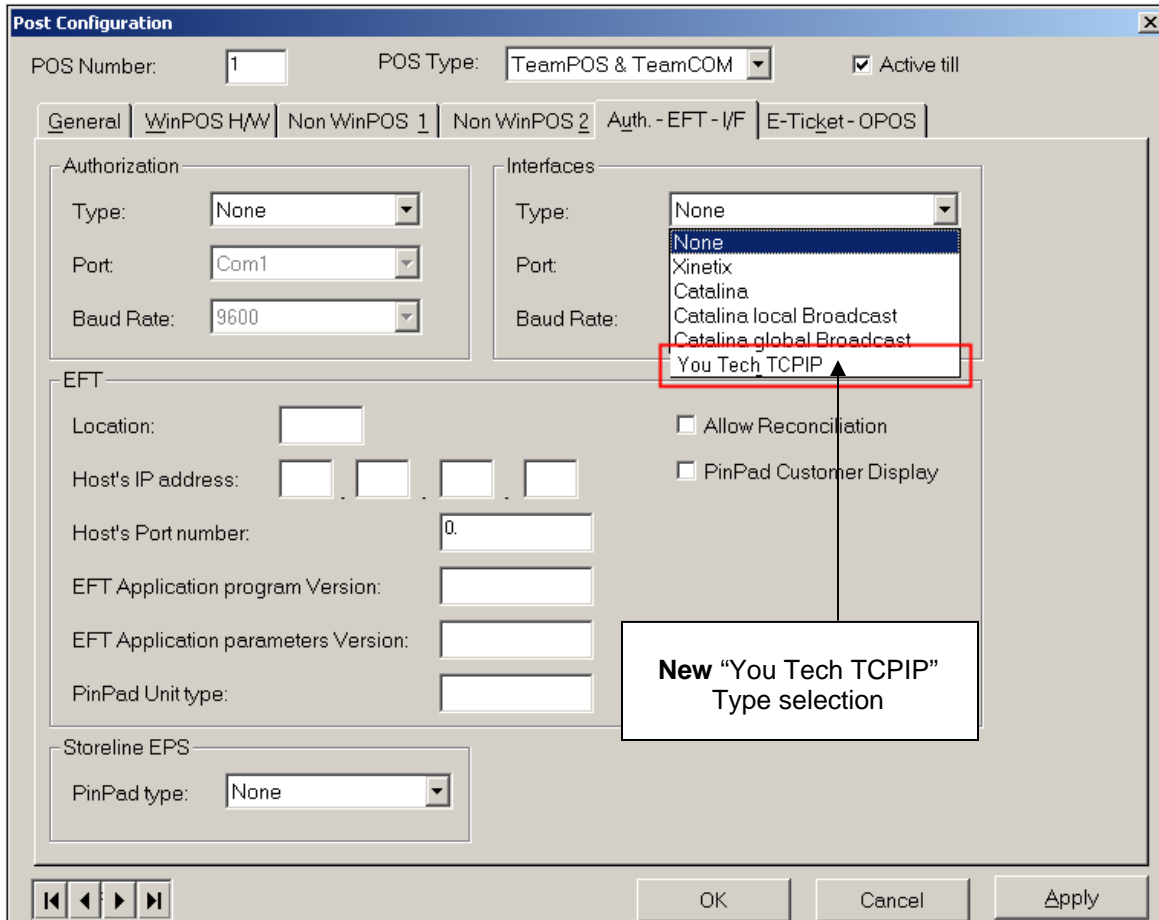 Post Configuration
POS Number: 1 POS Type: TeamPOS & TeamCOM Active till
General WinPOS H/W Non WinPOS 1 Non WinPOS 2 Auth. - EFT - I/F E-Ticket - OPOS
Authorization
Type: None
Port: Com1
Baud Rate: 9600
Interfaces
Type: None
Port:
Baud Rate:
None
Xinetix
Catalina
Catalina local Broadcast
Catalina global Broadcast
You Tech TCPIP
EFT
Location:
Host's IP address: . . .
Host's Port number: 0.
EFT Application program Version:
EFT Application parameters Version:
PinPad Unit type:
Allow Reconciliation
PinPad Customer Display
New “You Tech TCPIP”
Type selection
Storeline EPS
PinPad type: None
OK Cancel Apply